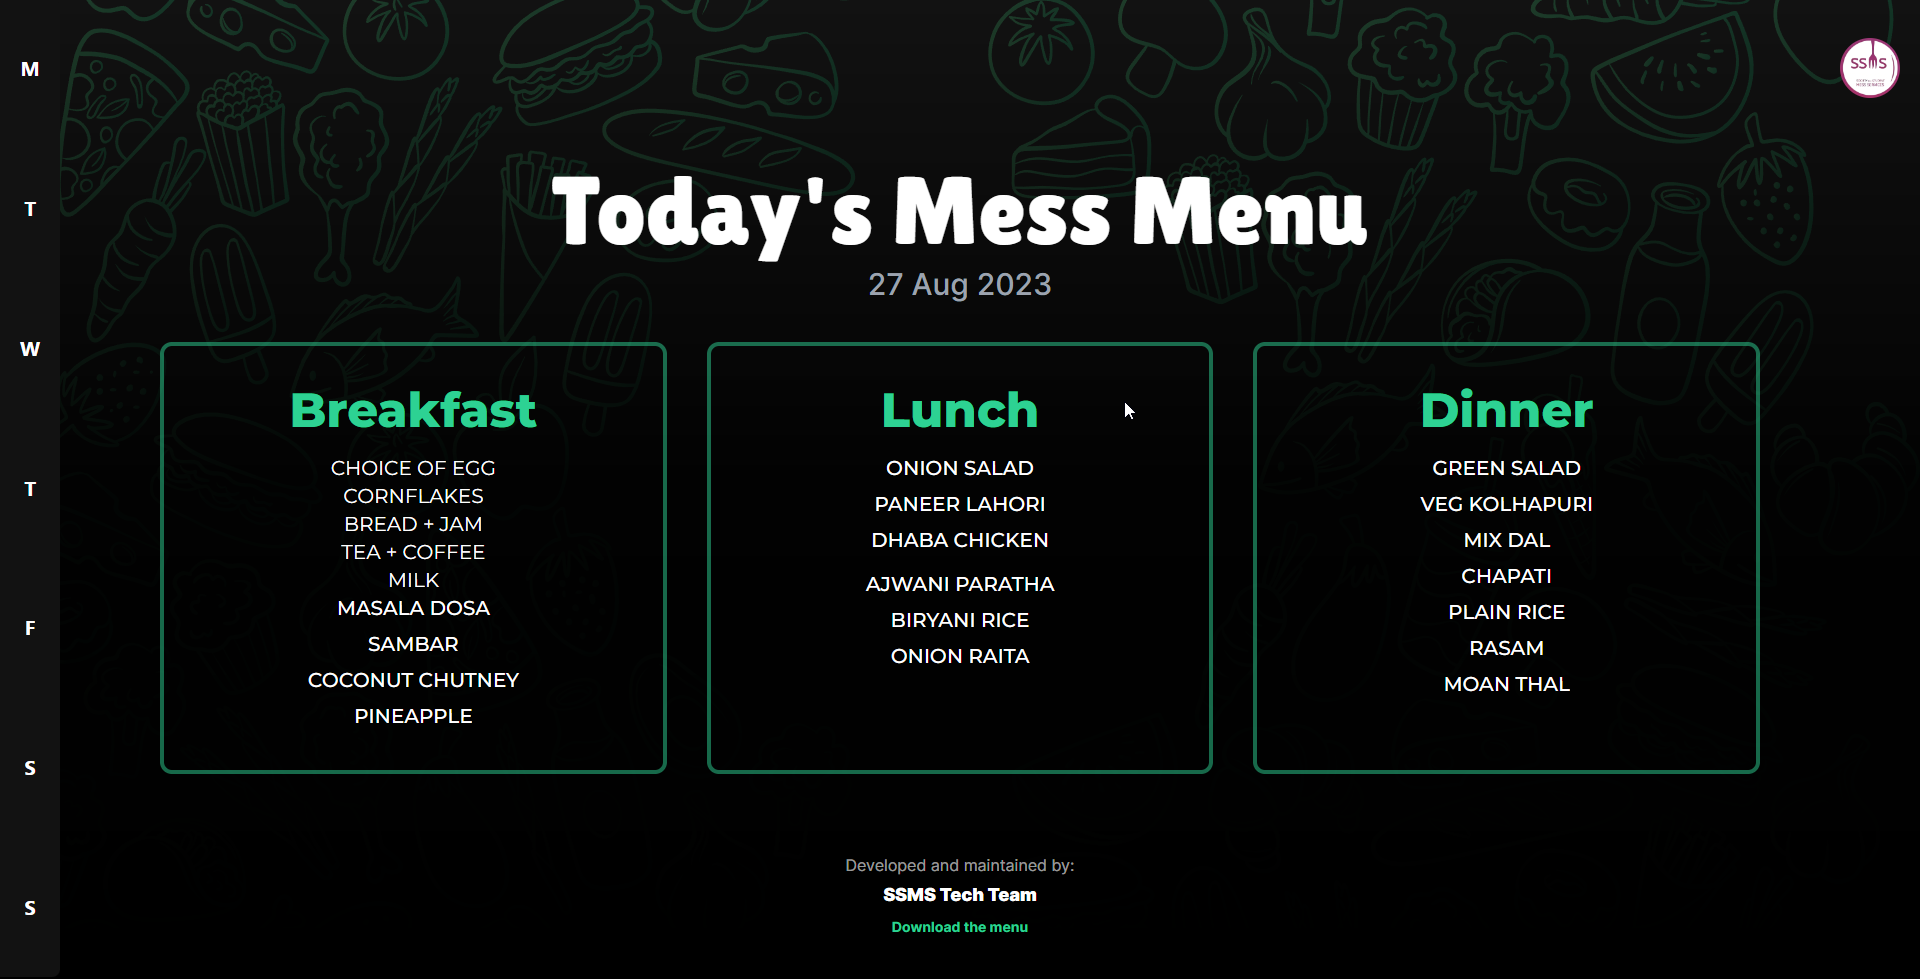 M
T
W
T
F
S
S
SSMS
Today's Mess Menu
27 Aug 2023
Breakfast
CHOICE OF EGG
CORNFLAKES
BREAD + JAM
TEA + COFFEE
MILK
MASALA DOSA
SAMBAR
COCONUT CHUTNEY
PINEAPPLE
Lunch
ONION SALAD
PANEER LAHORI
DHABA CHICKEN
AJWANI PARATHA
BIRYANI RICE
ONION RAITA
Dinner
GREEN SALAD
VEG KOLHAPURI
MIX DAL
CHAPATI
PLAIN RICE
RASAM
MOAN THAL
Developed and maintained by:
SSMS Tech Team
Download the menu